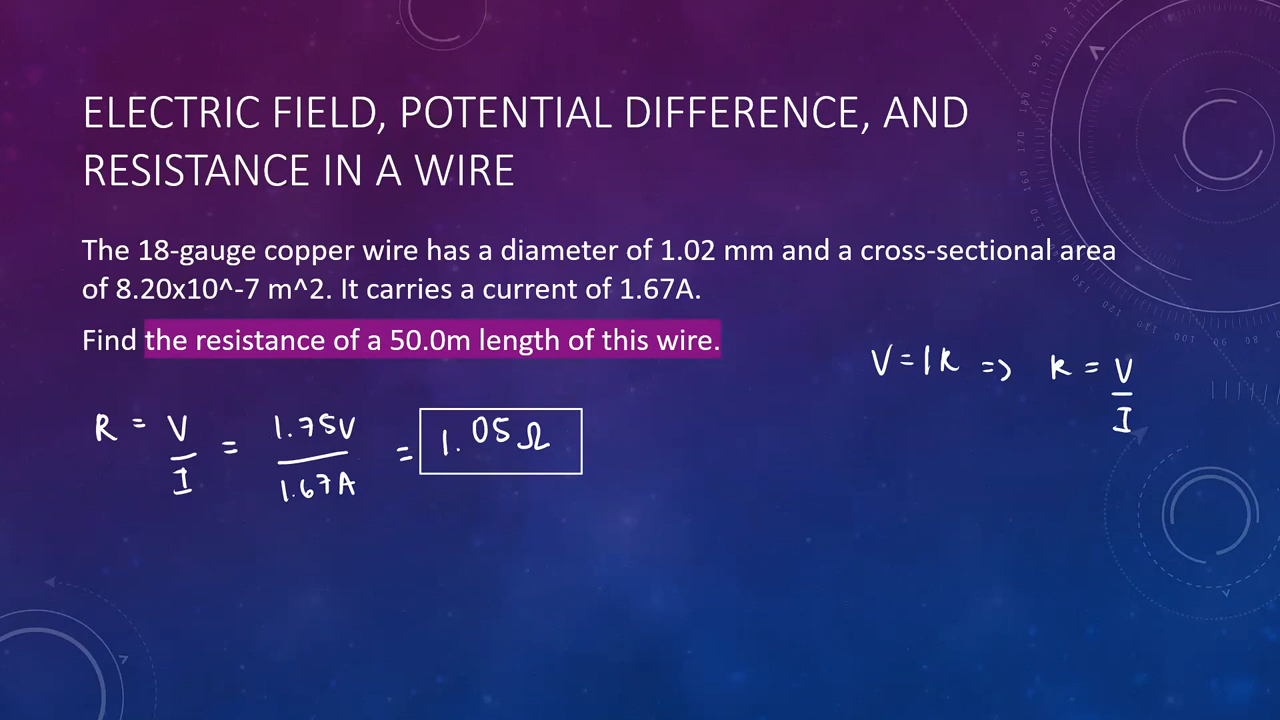 ELECTRIC FIELD, POTENTIAL DIFFERENCE, AND
RESISTANCE IN A WIRE
The 18-gauge copper wire has a diameter of 1.02 mm and a cross-sectional area
of 8.20x10^-7 m^2. It carries a current of 1.67A.
Find the resistance of a 50.0m length of this wire.
V = IR => R = V / I
R = V / I = 1.75V / 1.67A = 1.05 Ω